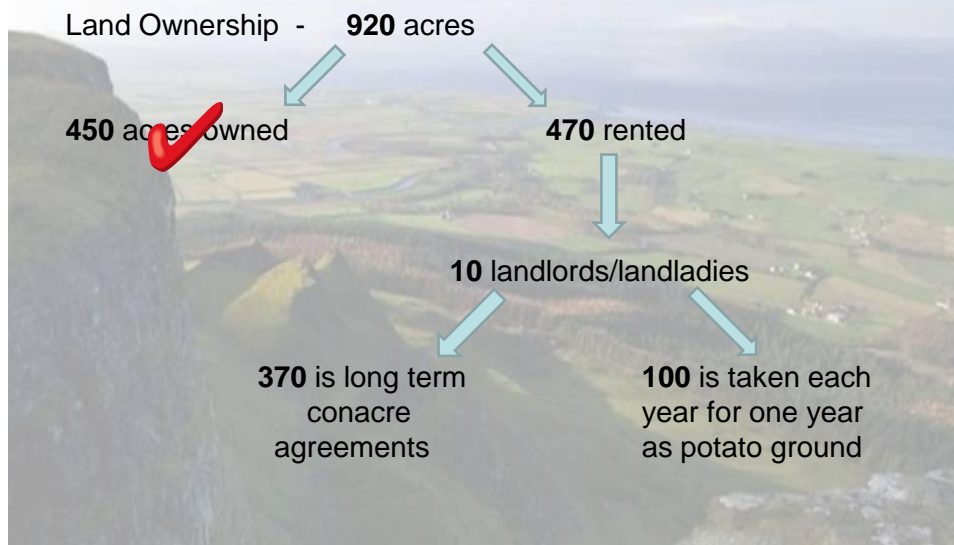 Land Ownership - 920 acres
450 acres owned
470 rented
10 landlords/landladies
370 is long term
conacre
agreements
100 is taken each
year for one year
as potato ground